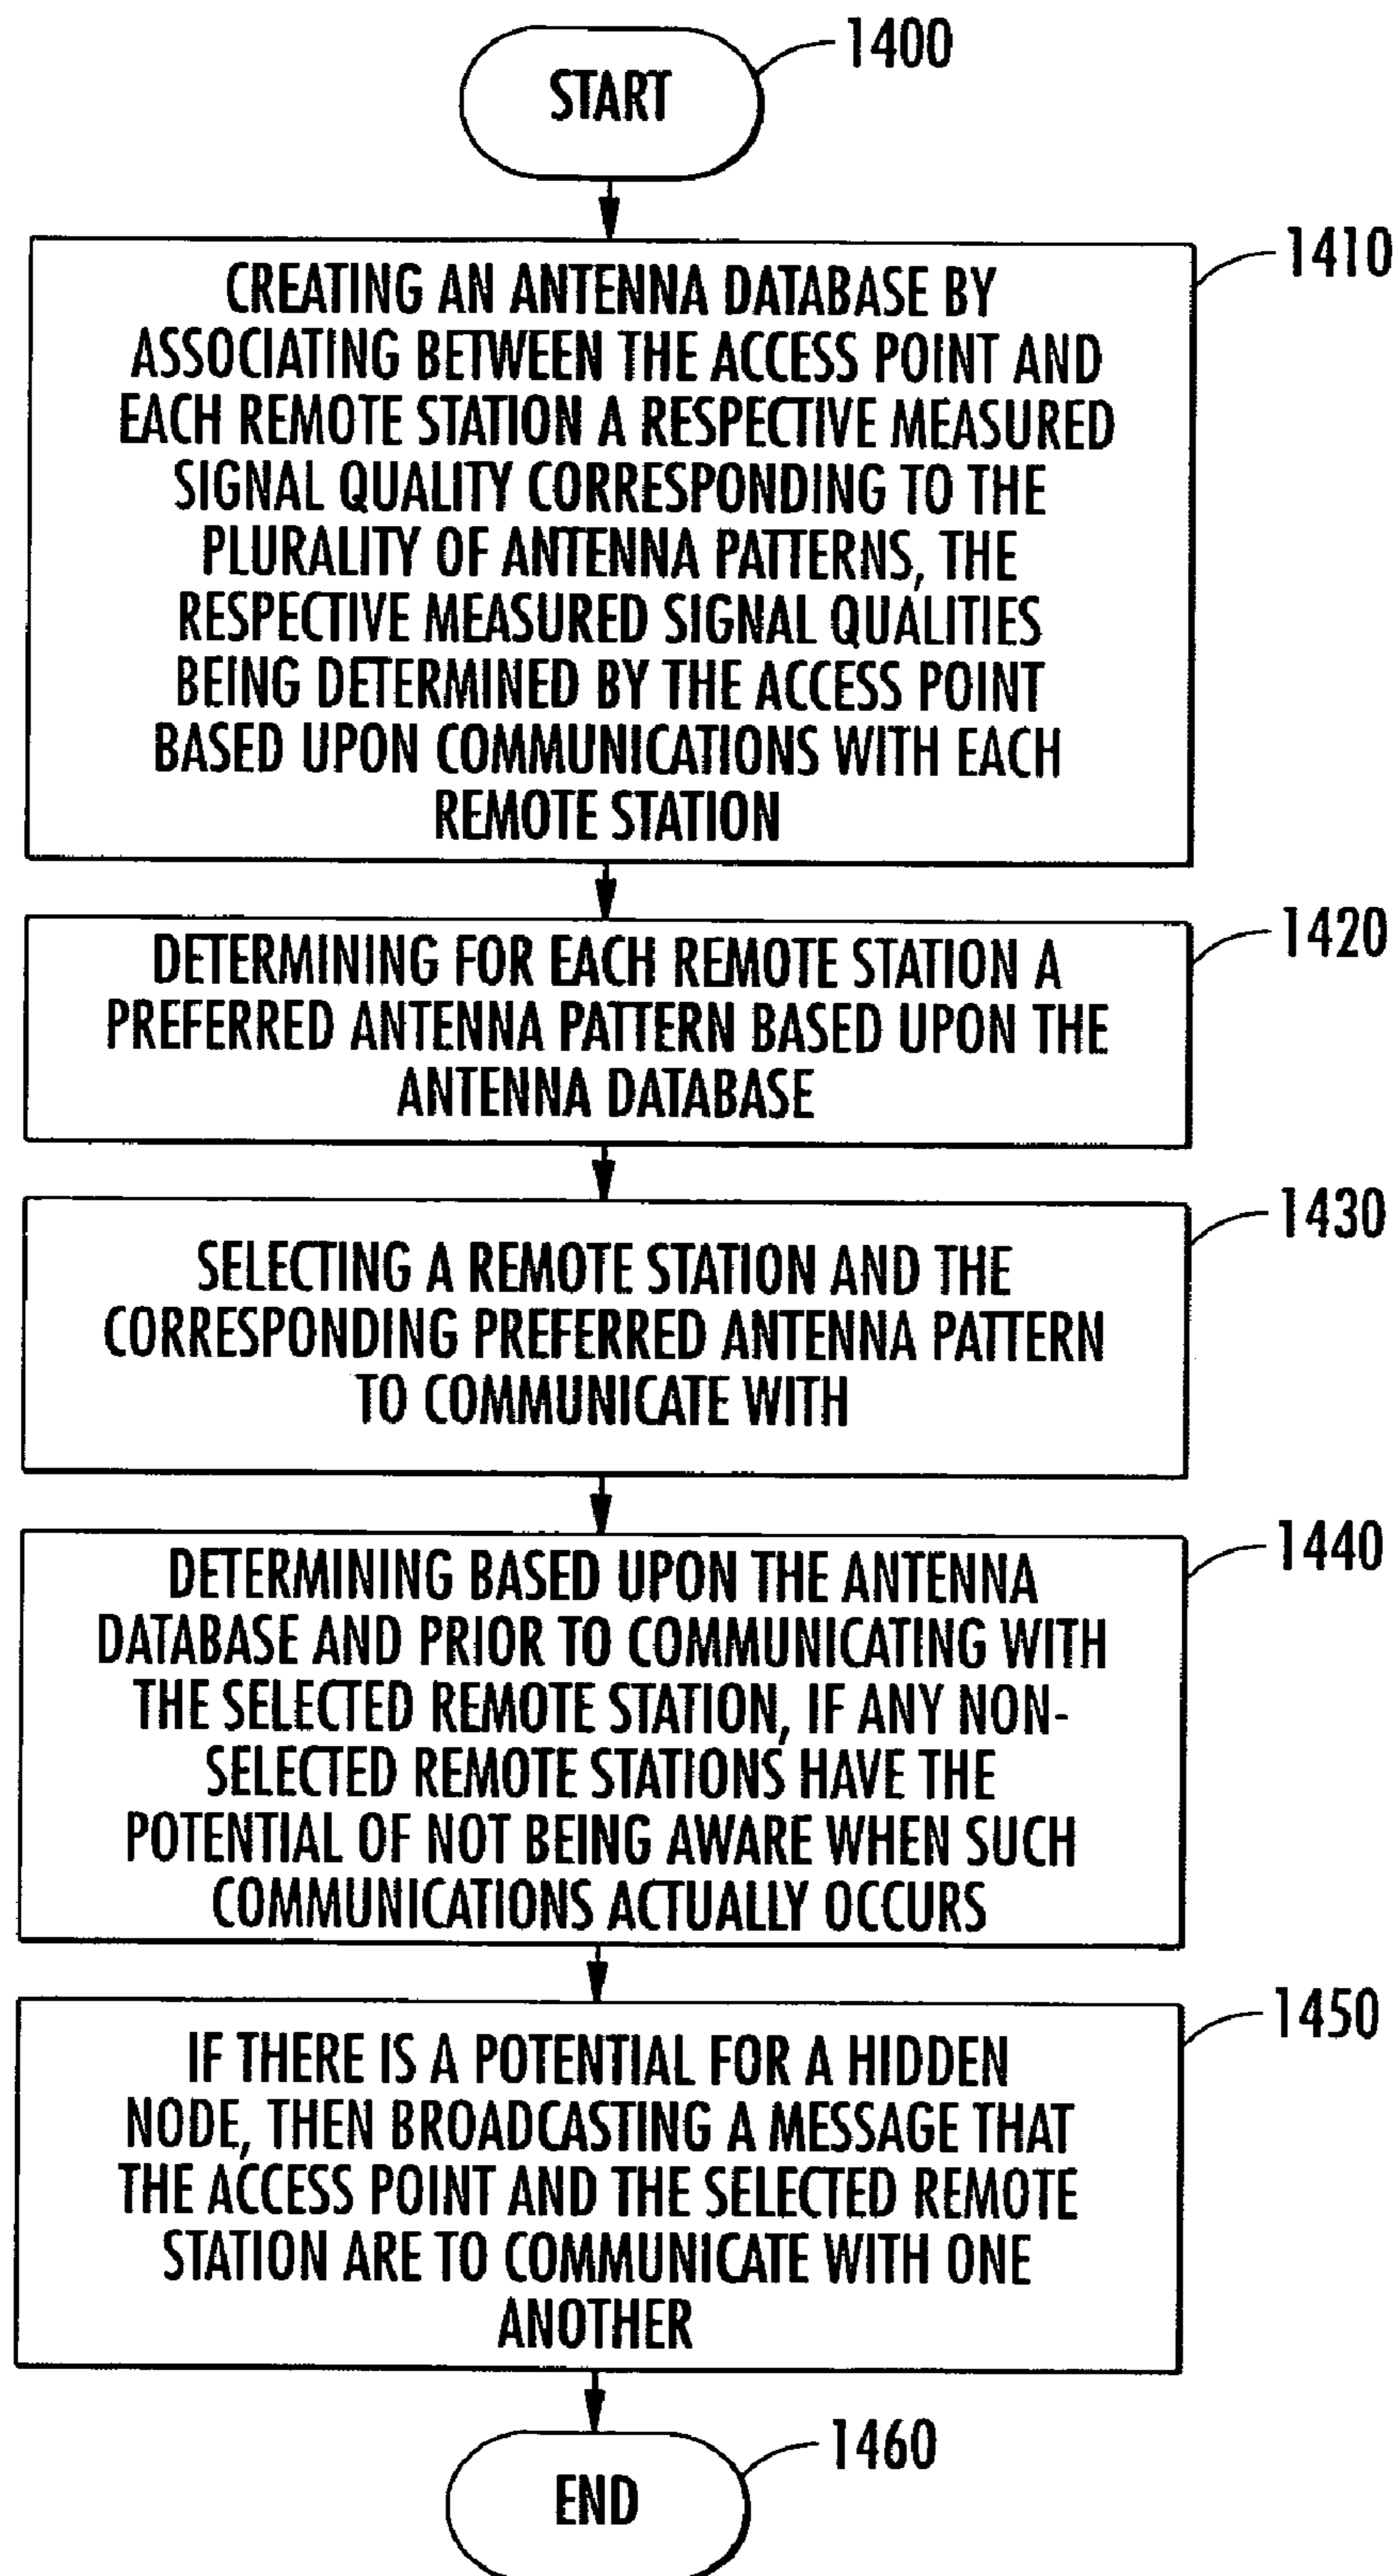 START
1400
CREATING AN ANTENNA DATABASE BY
ASSOCIATING BETWEEN THE ACCESS POINT AND
EACH REMOTE STATION A RESPECTIVE MEASURED
SIGNAL QUALITY CORRESPONDING TO THE
PLURALITY OF ANTENNA PATTERNS, THE
RESPECTIVE MEASURED SIGNAL QUALITIES
BEING DETERMINED BY THE ACCESS POINT
BASED UPON COMMUNICATIONS WITH EACH
REMOTE STATION
1410
DETERMINING FOR EACH REMOTE STATION A
PREFERRED ANTENNA PATTERN BASED UPON THE
ANTENNA DATABASE
1420
SELECTING A REMOTE STATION AND THE
CORRESPONDING PREFERRED ANTENNA PATTERN
TO COMMUNICATE WITH
1430
DETERMINING BASED UPON THE ANTENNA
DATABASE AND PRIOR TO COMMUNICATING WITH
THE SELECTED REMOTE STATION, IF ANY NON-
SELECTED REMOTE STATIONS HAVE THE
POTENTIAL OF NOT BEING AWARE WHEN SUCH
COMMUNICATIONS ACTUALLY OCCURS
1440
IF THERE IS A POTENTIAL FOR A HIDDEN
NODE, THEN BROADCASTING A MESSAGE THAT
THE ACCESS POINT AND THE SELECTED REMOTE
STATION ARE TO COMMUNICATE WITH ONE
ANOTHER
1450
END
1460